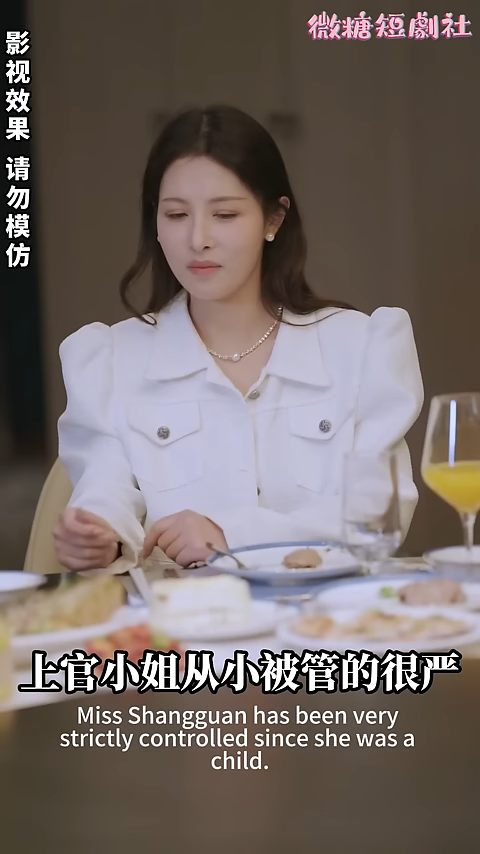 微糖短劇社
影视效果 请勿模仿
上官小姐从小被管的很严
Miss Shangguan has been very
strictly controlled since she was a
child.